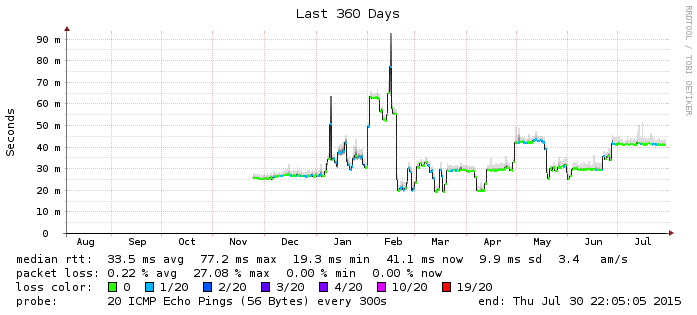 Last 360 Days
RRDTOOL / TOBI OETIKER
Seconds
90 m
80 m
70 m
60 m
50 m
40 m
30 m
20 m
10 m
0
Aug Sep Oct Nov Dec Jan Feb Mar Apr May Jun Jul
median rtt: 33.5 ms avg 77.2 ms max 19.3 ms min 41.1 ms now 9.9 ms sd 3.4 am/s
packet loss: 0.22 % avg 27.08 % max 0.00 % min 0.00 % now
loss color: 0 1/20 2/20 3/20 4/20 10/20 19/20
probe: 20 ICMP Echo Pings (56 Bytes) every 300s end: Thu Jul 30 22:05:05 2015